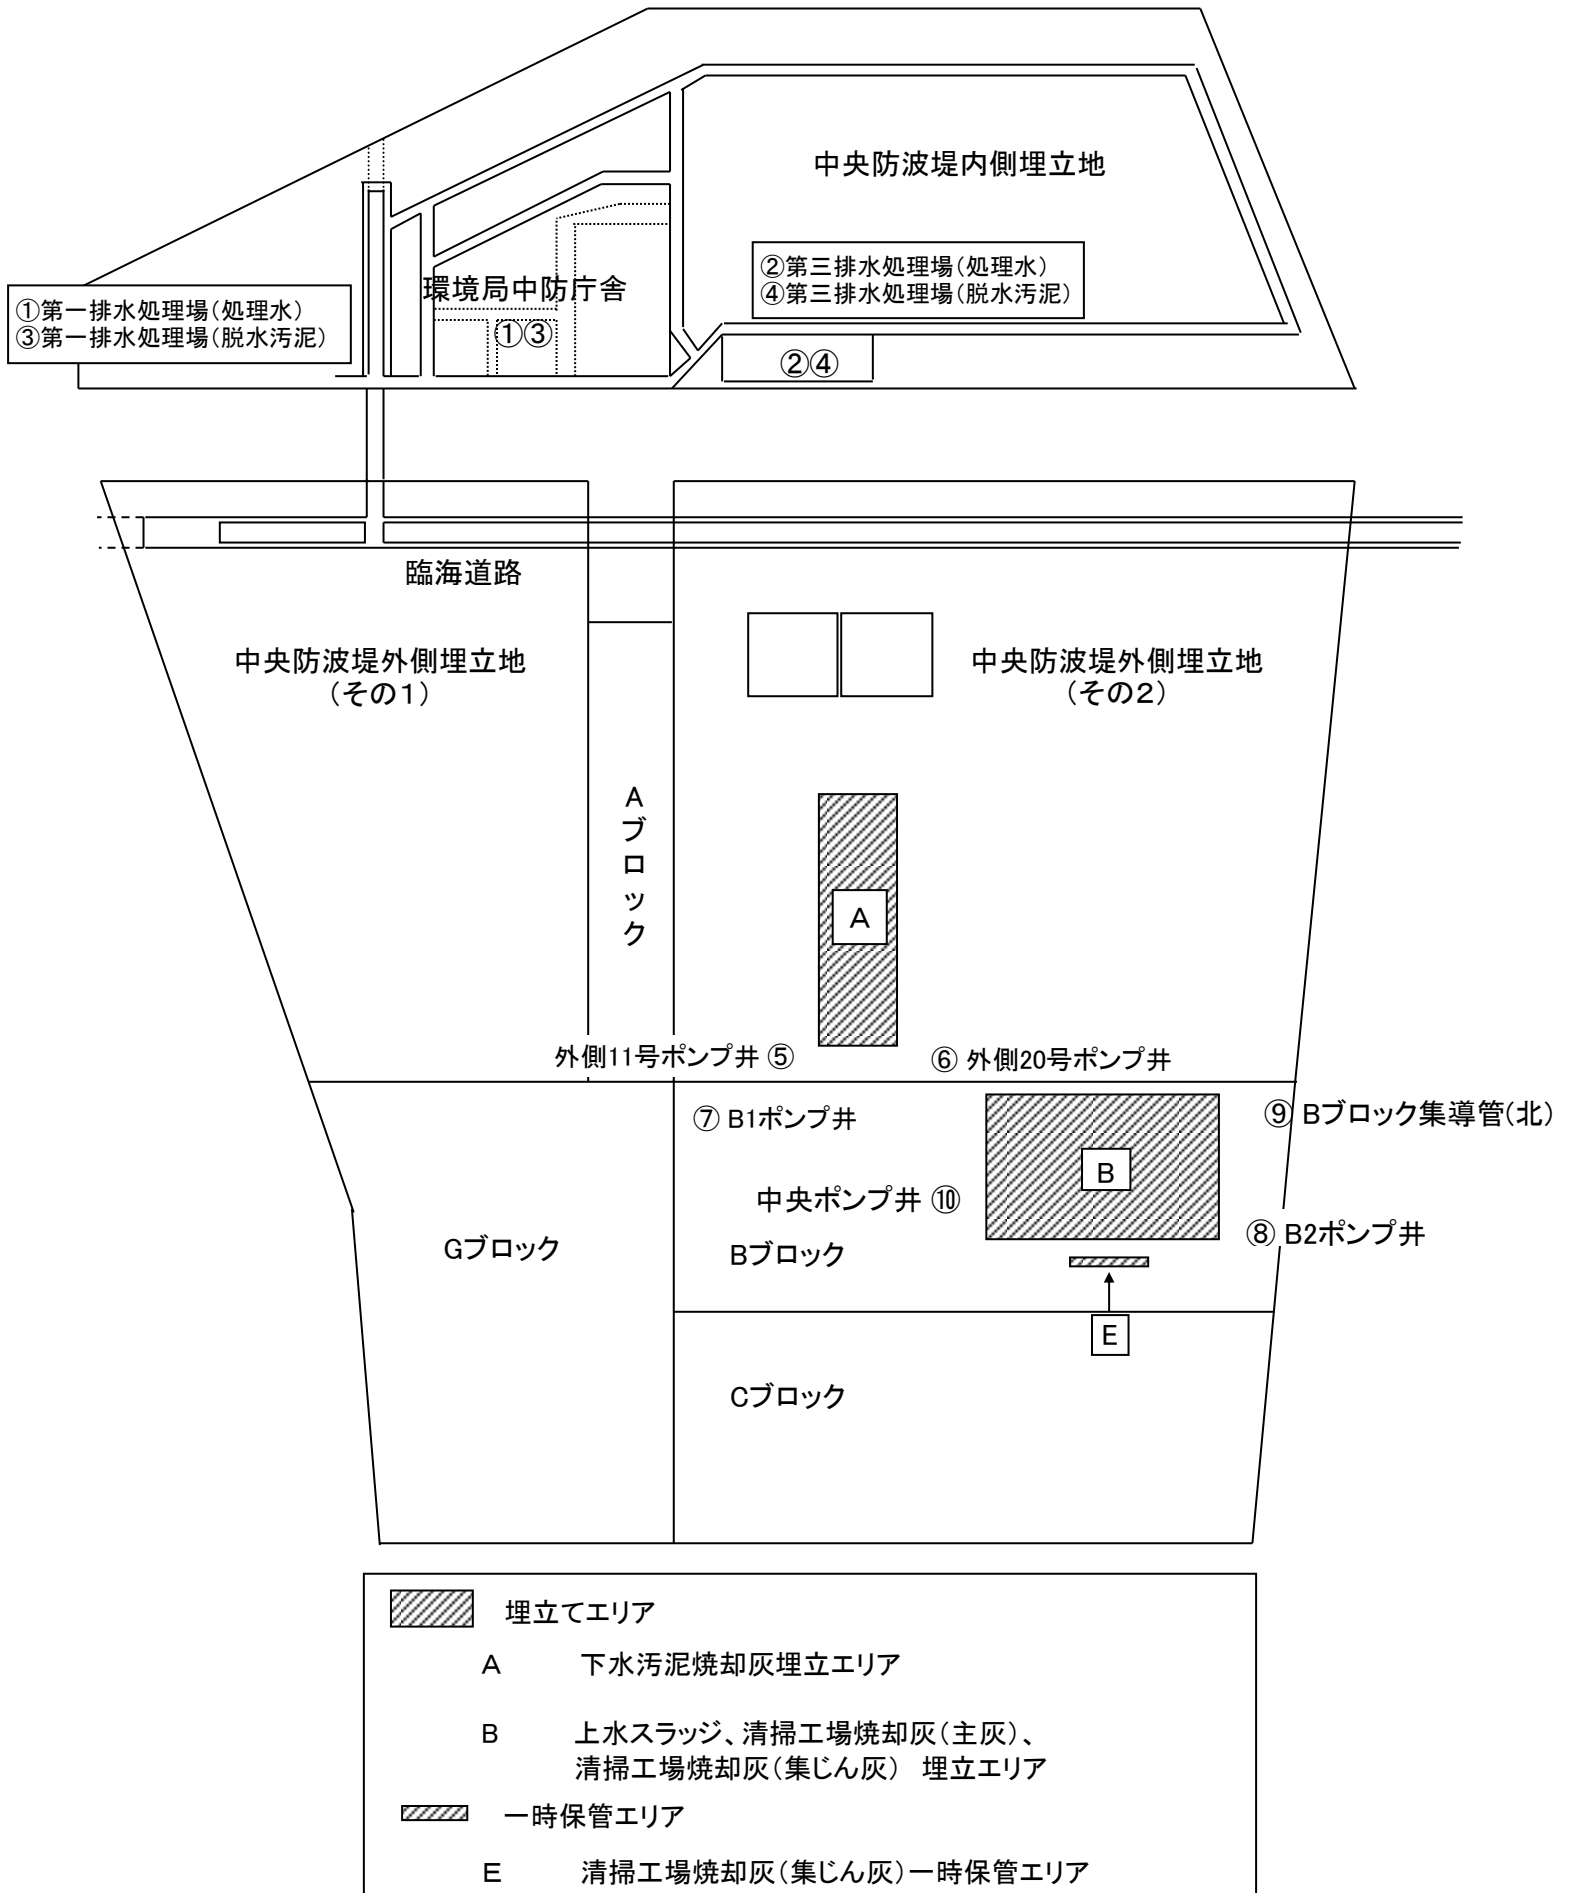 中央防波堤内側埋立地
②第三排水処理場（処理水）
④第三排水処理場（脱水汚泥）
環境局中防庁舎
①第一排水処理場（処理水）
③第一排水処理場（脱水汚泥）
①③
②④
臨海道路
中央防波堤外側埋立地
（その１）
中央防波堤外側埋立地
（その２）
Aブロック
A
外側11号ポンプ井 ⑤
⑥ 外側20号ポンプ井
⑦ B1ポンプ井
⑨ Bブロック集導管(北)
B
中央ポンプ井 ⑩
⑧ B2ポンプ井
Gブロック
Bブロック
E
Cブロック
埋立てエリア
A 下水汚泥焼却灰埋立エリア
B 上水スラッジ、清掃工場焼却灰（主灰）、
清掃工場焼却灰（集じん灰） 埋立エリア
一時保管エリア
E 清掃工場焼却灰（集じん灰）一時保管エリア